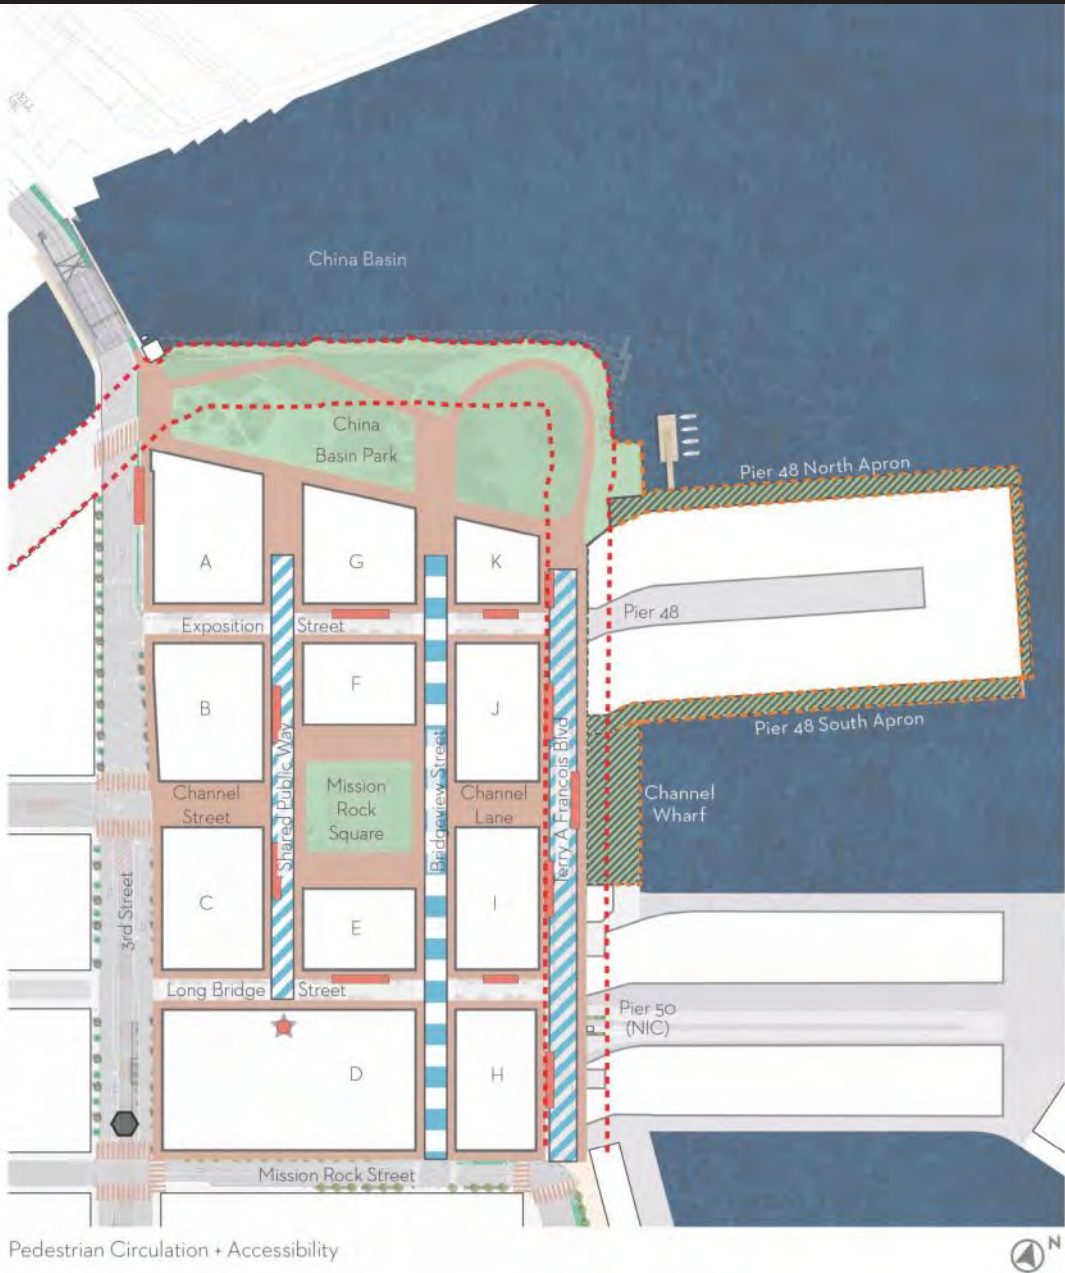 China Basin
China
Basin Park
Pier 48 North Apron
A
G
K
Pier 48
Exposition Street
F
B
J
Pier 48 South Apron
Shared Public Way
Bridgeview Street
Terry A Francois Blvd
Mission
Rock
Square
Channel
Street
Channel
Lane
Channel
Wharf
3rd Street
C
I
E
Long Bridge Street
Pier 50
(NIC)
D
H
Mission Rock Street
Pedestrian Circulation + Accessibility
N